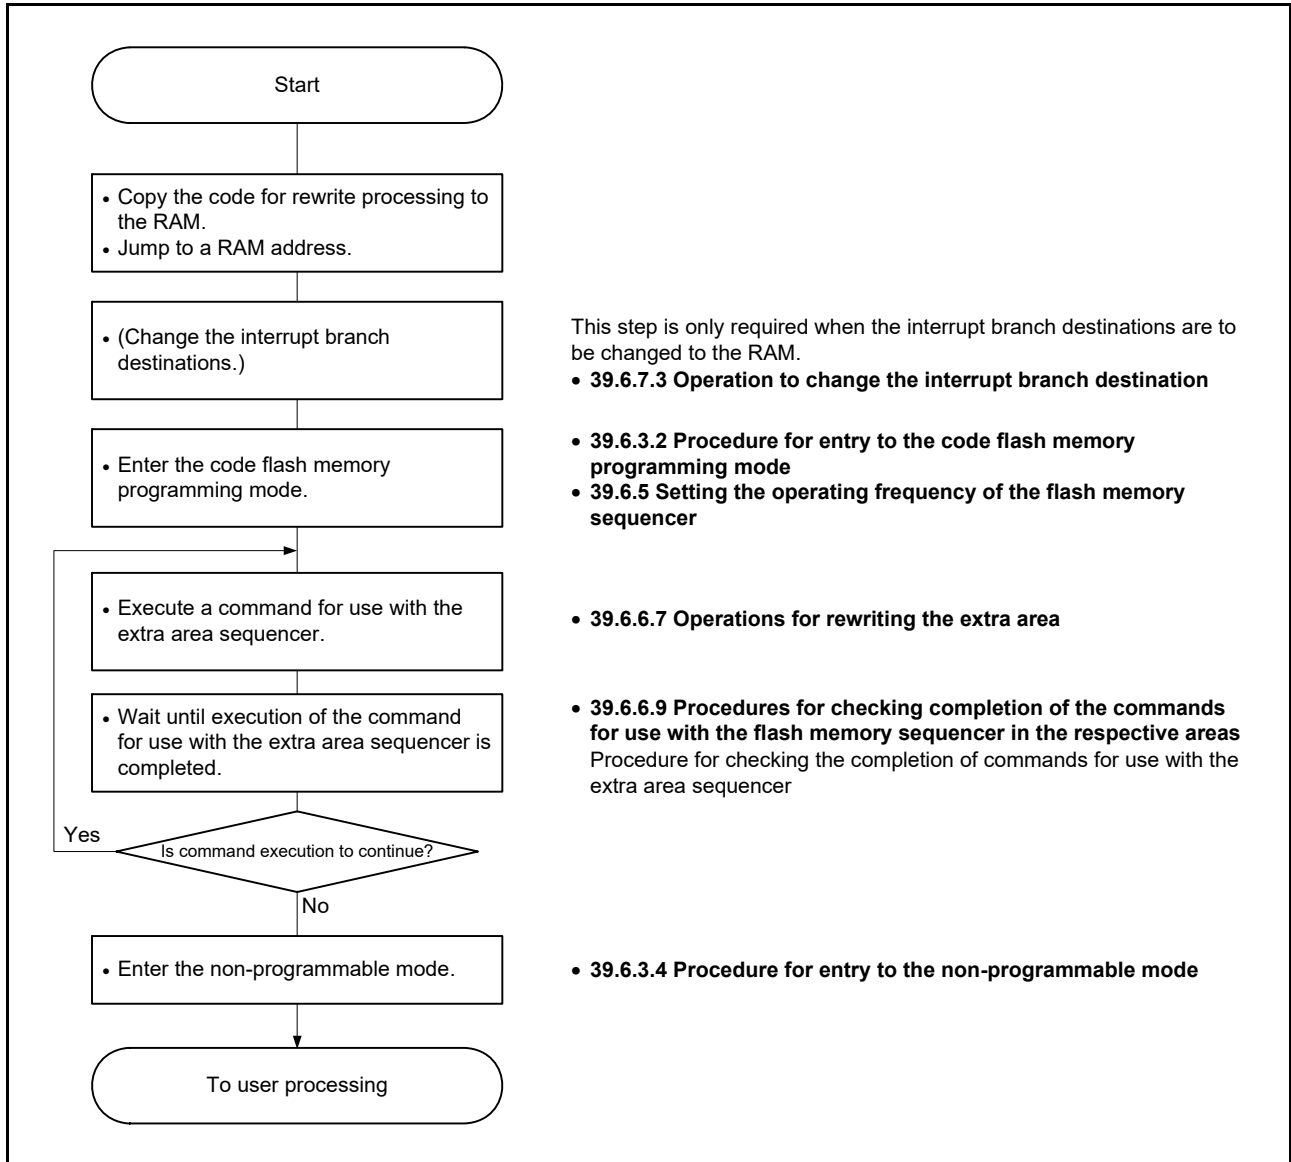 Start
• Copy the code for rewrite processing to
the RAM.
• Jump to a RAM address.
• (Change the interrupt branch
destinations.)
This step is only required when the interrupt branch destinations are to
be changed to the RAM.
• 39.6.7.3 Operation to change the interrupt branch destination
• Enter the code flash memory
programming mode.
• 39.6.3.2 Procedure for entry to the code flash memory
programming mode
• 39.6.5 Setting the operating frequency of the flash memory
sequencer
• Execute a command for use with the
extra area sequencer.
• 39.6.6.7 Operations for rewriting the extra area
• Wait until execution of the command
for use with the extra area sequencer is
completed.
• 39.6.6.9 Procedures for checking completion of the commands
for use with the flash memory sequencer in the respective areas
Procedure for checking the completion of commands for use with the
extra area sequencer
Yes
Is command execution to continue?
No
• Enter the non-programmable mode.
• 39.6.3.4 Procedure for entry to the non-programmable mode
To user processing